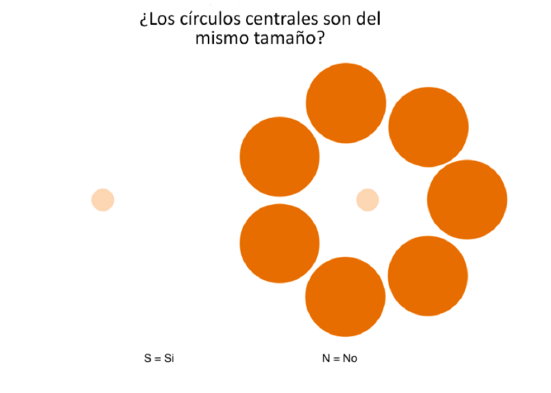 ¿Los círculos centrales son del
mismo tamaño?
S = Si
N = No